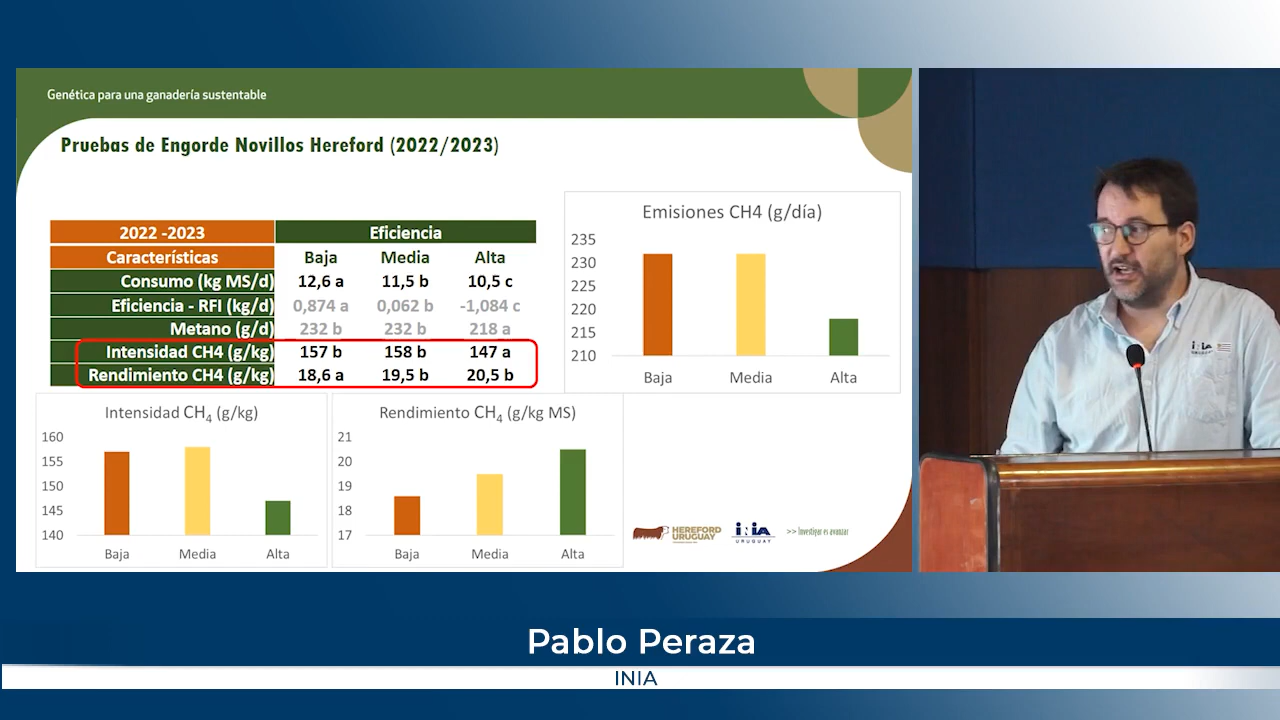 Genética para una ganadería sustentable
Pruebas de Engorde Novillos Hereford (2022/2023)
2022 -2023 Eficiencia
Características Baja Media Alta
Consumo (kg MS/d) 12,6 a 11,5 b 10,5 c
Eficiencia - RFI (kg/d) 0,874 a 0,062 b -1,084 c
Metano (g/d) 232 b 232 b 218 a
Intensidad CH4 (g/kg) 157 b 158 b 147 a
Rendimiento CH4 (g/kg) 18,6 a 19,5 b 20,5 b
Emisiones CH4 (g/día)
235
230
225
220
215
210
Baja Media Alta
Intensidad CH4 (g/kg)
160
155
150
145
140
Baja Media Alta
Rendimiento CH4 (g/kg MS)
21
20
19
18
17
Baja Media Alta
HEREFORD
URUGUAY
INIA
URUGUAY
>> Investigar es avanzar
INIA
URUGUAY
Pablo Peraza
INIA